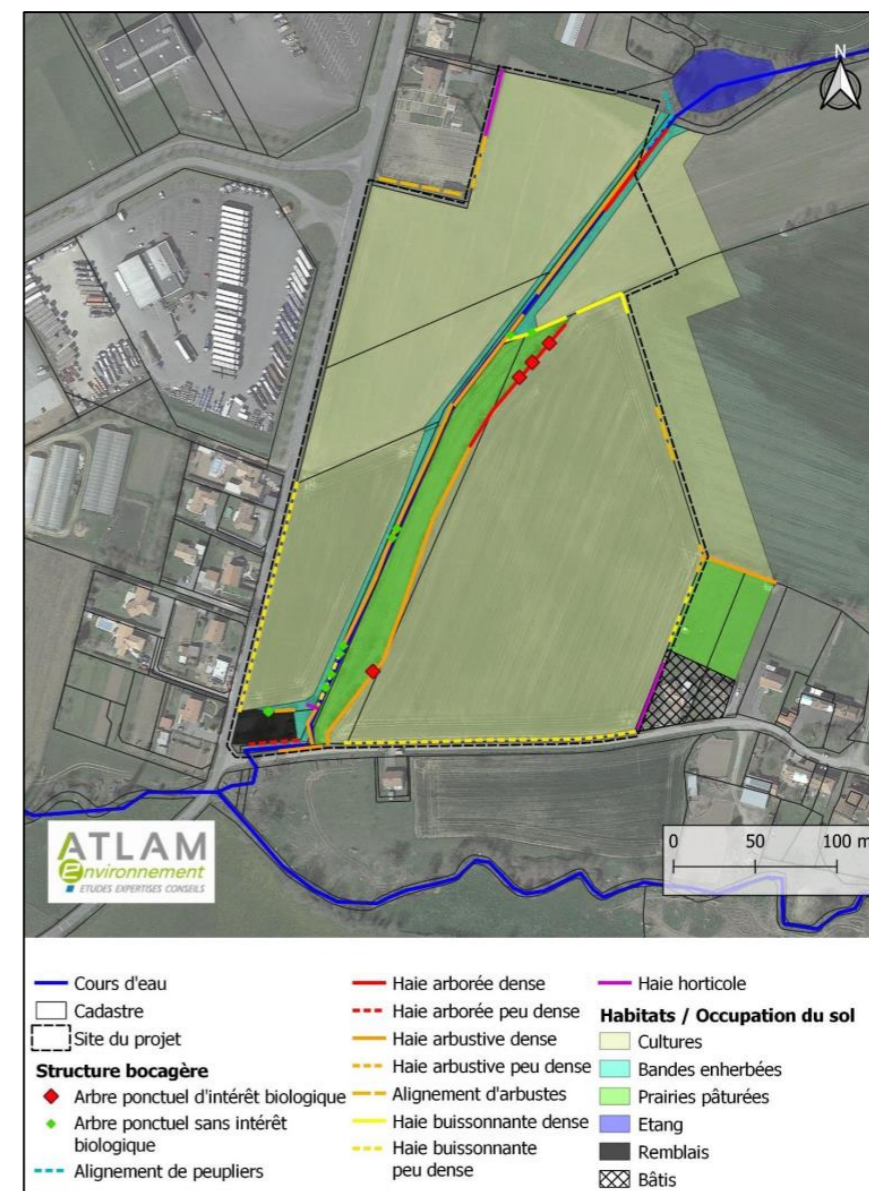 N
ATLAM
environnement
ETUDES EXPERTISES CONSEILS
0 50 100 m
Cours d'eau
Cadastre
Site du projet
Structure bocagère
Arbre ponctuel d'intérêt biologique
Arbre ponctuel sans intérêt
biologique
Alignement de peupliers
Haie arborée dense
Haie arborée peu dense
Haie arbustive dense
Haie arbustive peu dense
Alignement d'arbustes
Haie buissonnante dense
Haie buissonnante
peu dense
Haie horticole
Habitats / Occupation du sol
Cultures
Bandes enherbées
Prairies pâturées
Etang
Remblais
Bâtis